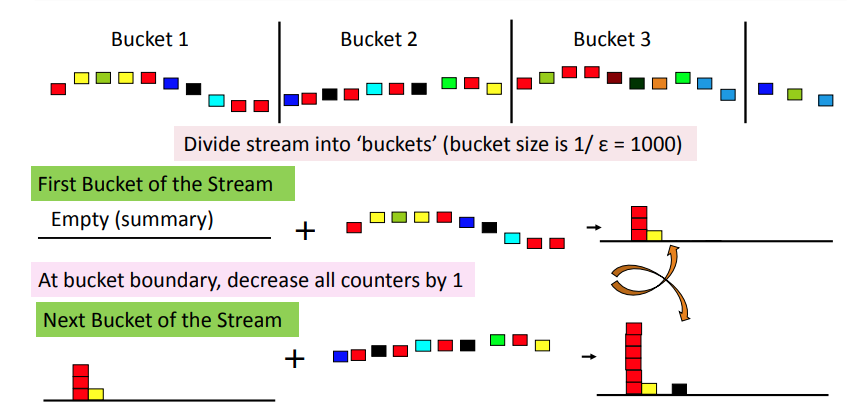 Bucket 1
Bucket 2
Bucket 3
Divide stream into ‘buckets’ (bucket size is 1/ ε = 1000)
First Bucket of the Stream
Empty (summary)
+
At bucket boundary, decrease all counters by 1
Next Bucket of the Stream
+